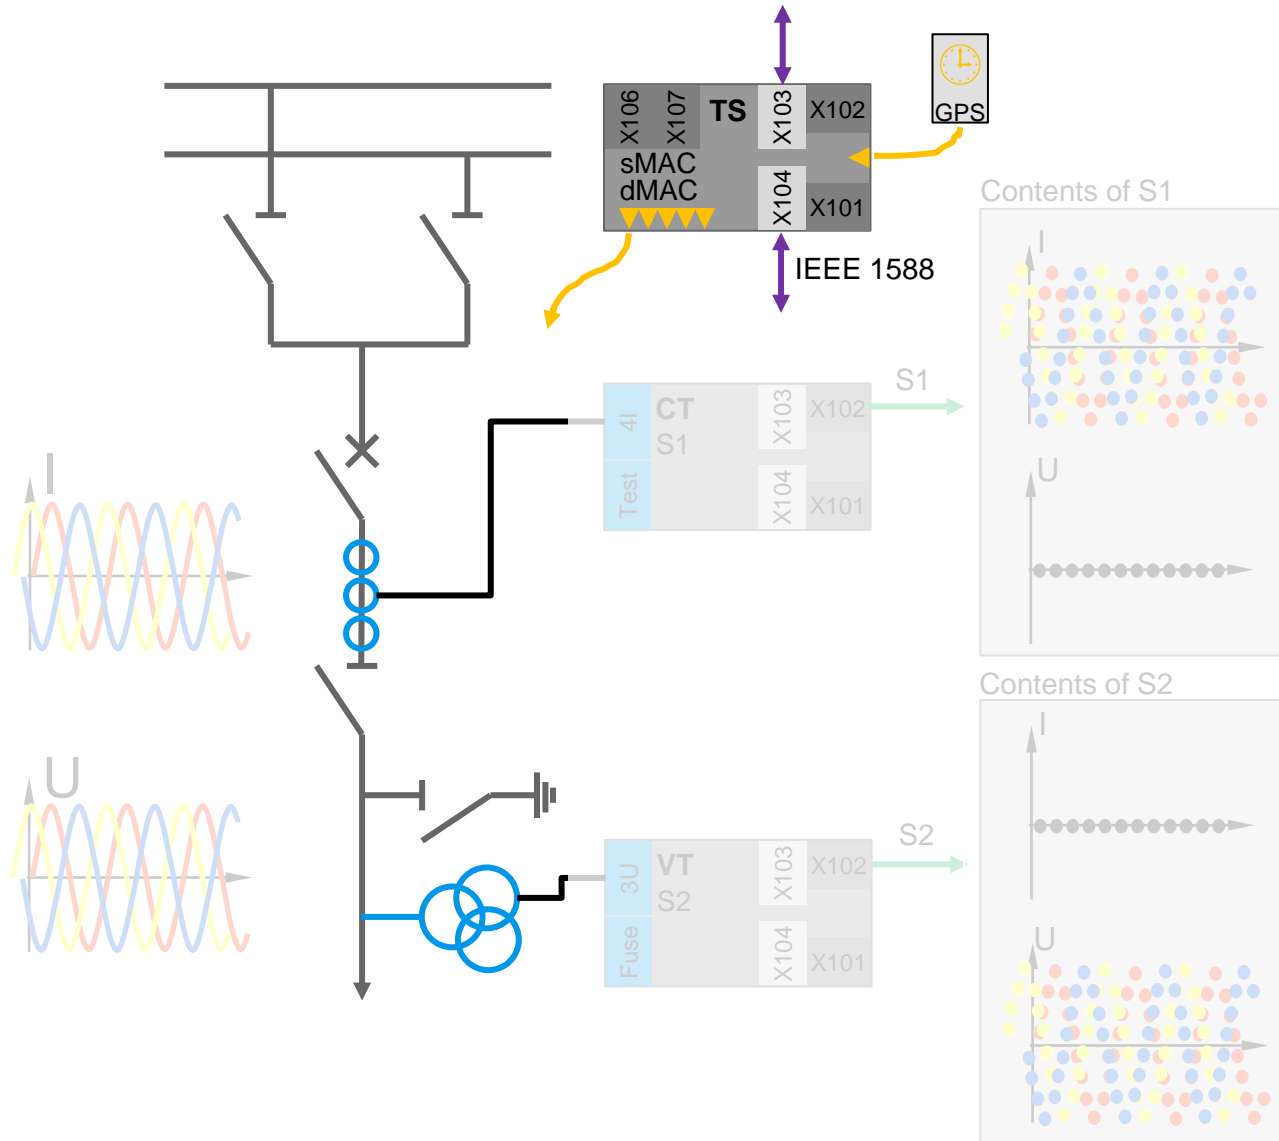 X106
X107
TS
X103
X102
GPS
sMAC
dMAC
X104
X101
IEEE 1588
Contents of S1
I
S1
4I
CT
S1
X103
X102
Test
X104
X101
U
I
Contents of S2
I
U
S2
3U
VT
S2
X103
X102
Fuse
X104
X101
U